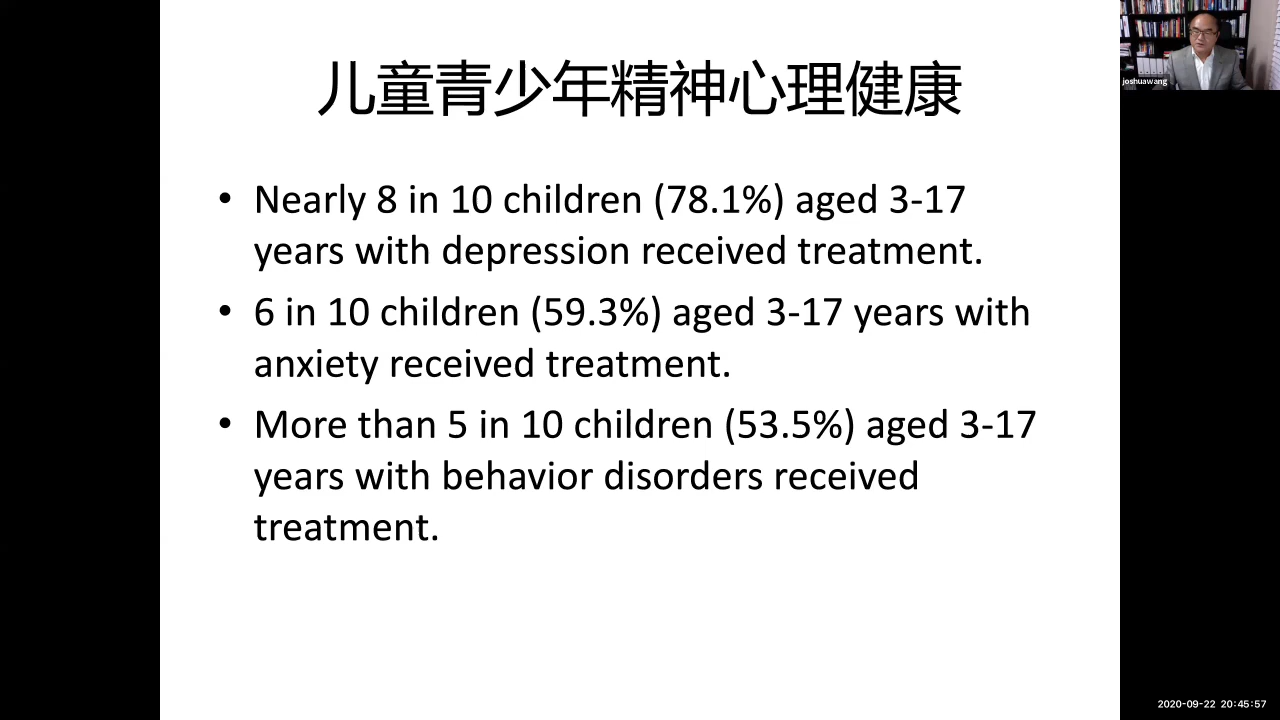 儿童青少年精神心理健康
• Nearly 8 in 10 children (78.1%) aged 3-17
years with depression received treatment.
• 6 in 10 children (59.3%) aged 3-17 years with
anxiety received treatment.
• More than 5 in 10 children (53.5%) aged 3-17
years with behavior disorders received
treatment.
joshuawang
2020-09-22 20:45:57